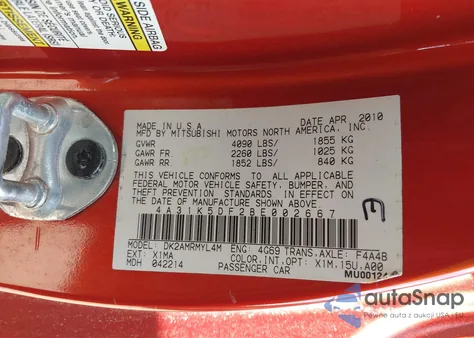 SIDE AIRBAG
MADE IN U.S.A DATE APR. 2010
MFD BY MITSUBISHI MOTORS NORTH AMERICA, INC.
GVWR 4090 LBS/ 1855 KG
GAWR FR 2260 LBS/ 1025 KG
GAWR RR 1852 LBS/ 840 KG
THIS VEHICLE CONFORMS TO ALL APPLICABLE
FEDERAL MOTOR VEHICLE SAFETY, BUMPER, AND
THEFT PREVENTION STANDARDS IN EFFECT ON
THE DATE OF MANUFACTURE SHOWN ABOVE.
4A31K5DF2BE002667
MODEL: DK2AMRMYL4M ENG: 4G69 TRANS.AXLE: F4A4B
EXT: X1MA COLOR,INT,OPT: X1M,15U,A00
MDH 042214 PASSENGER CAR MU00124
autoSnap
Pewne auta z USA